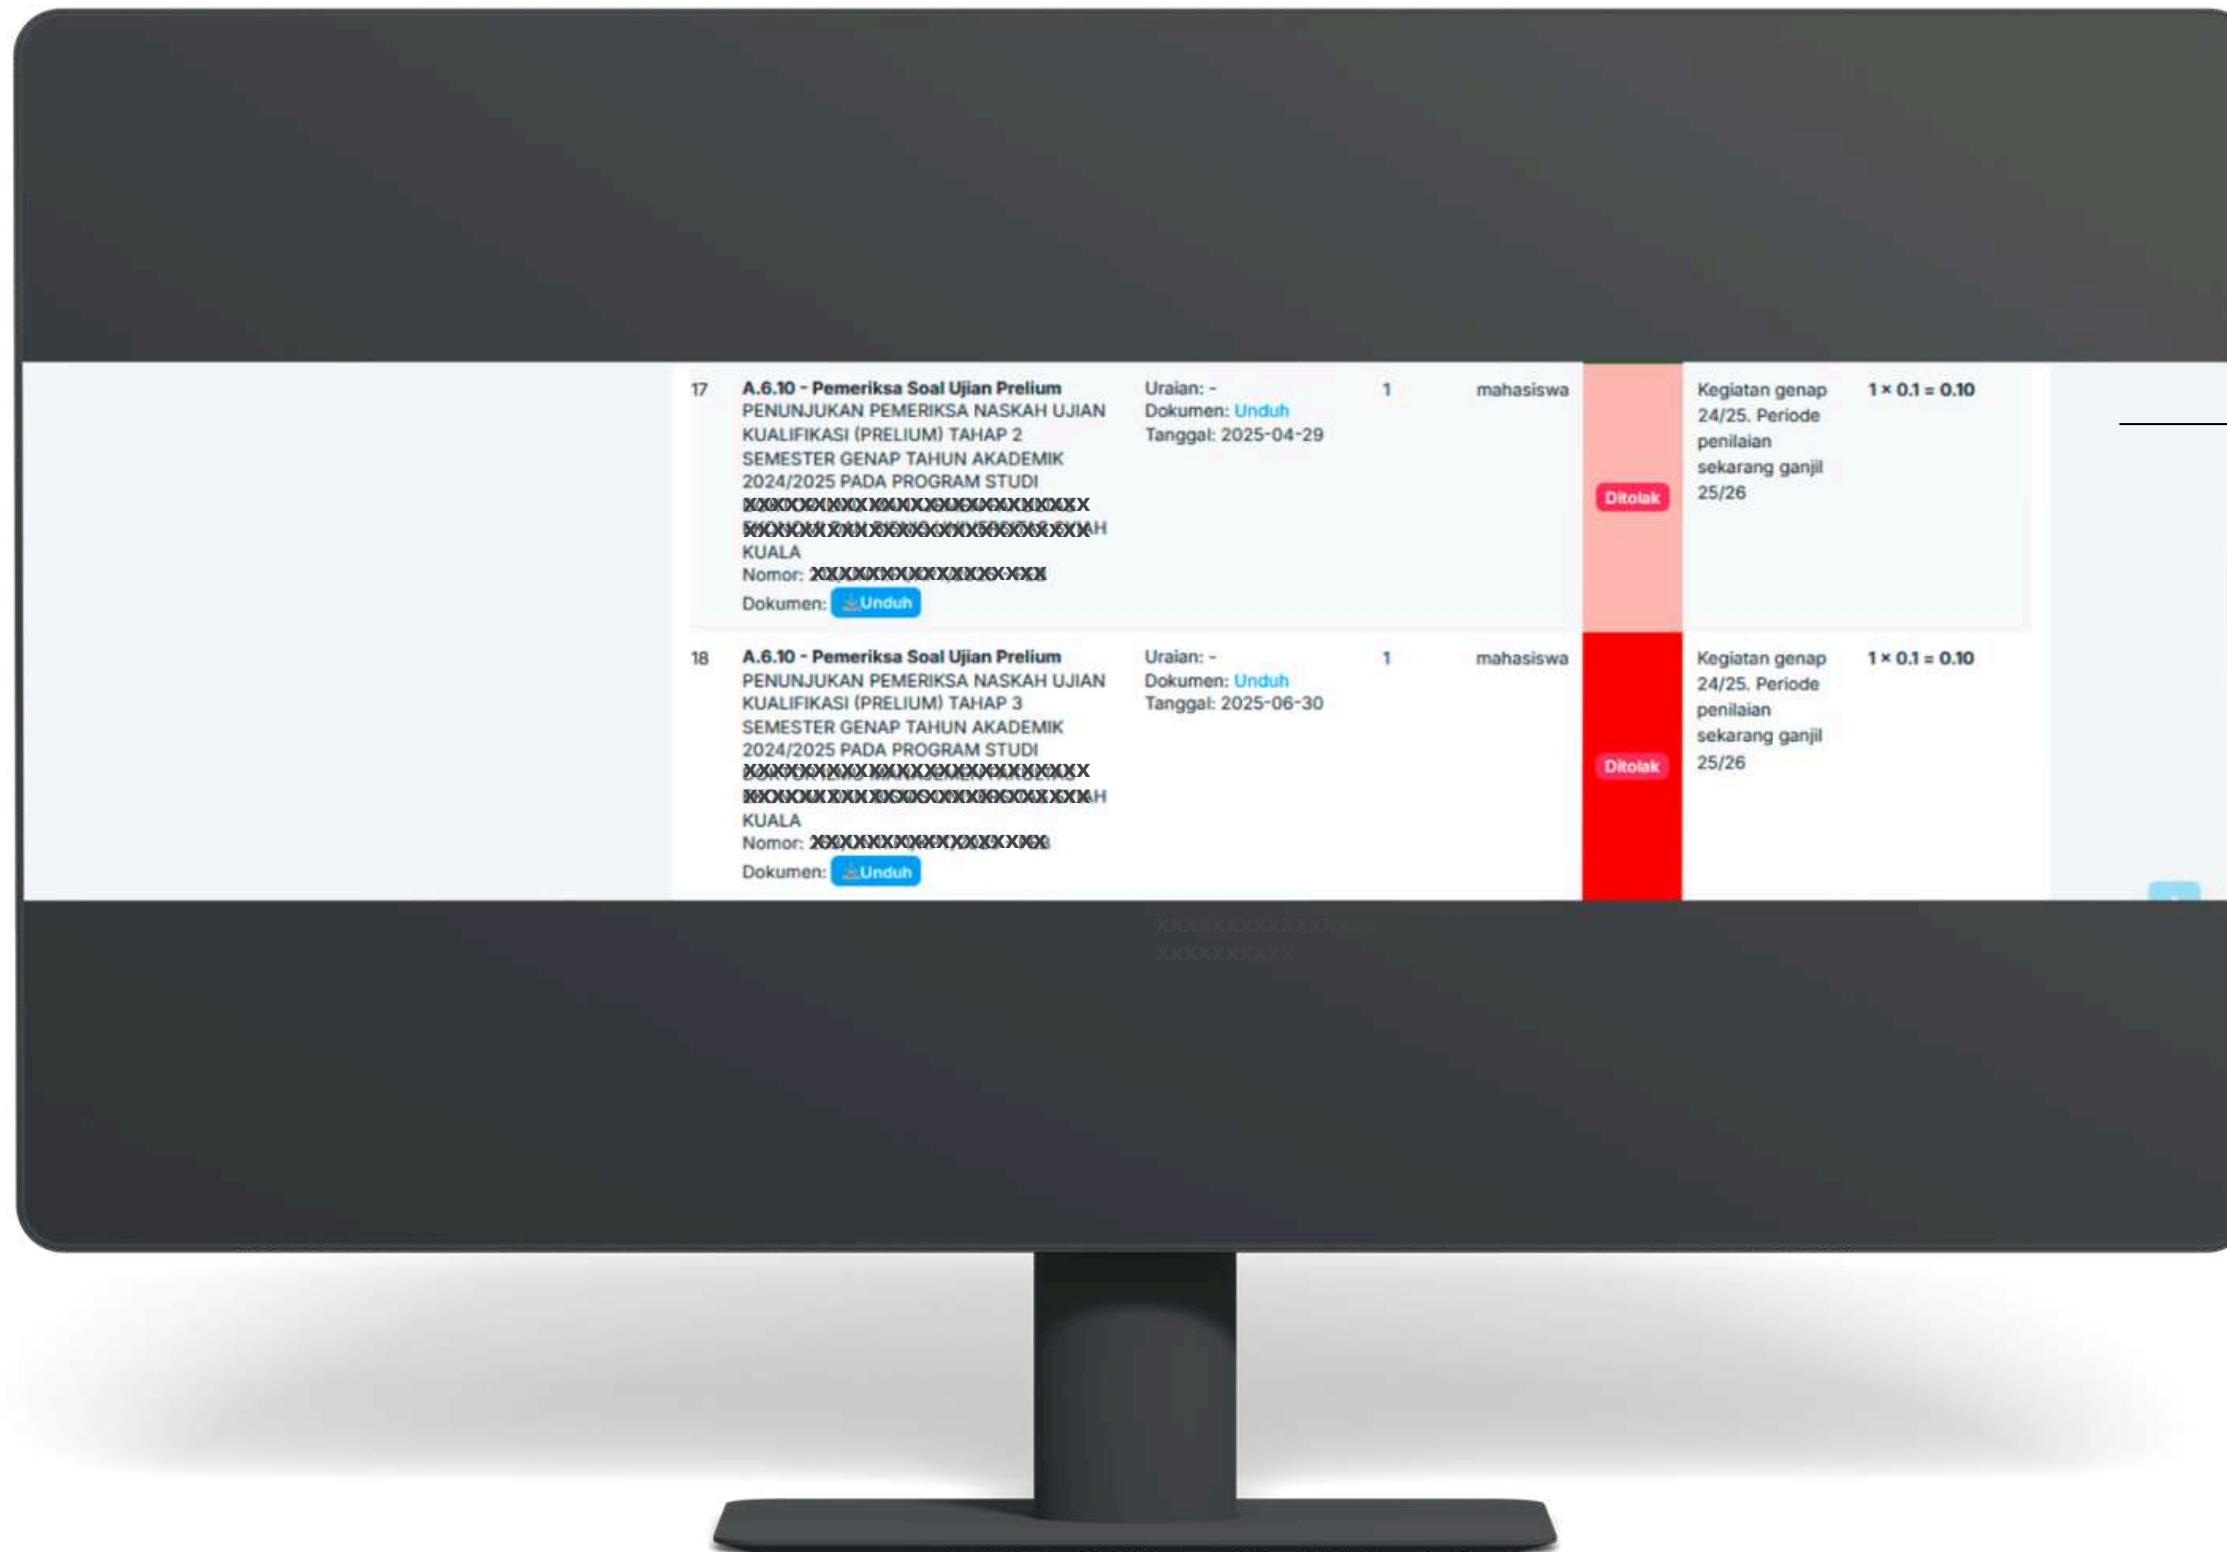 17
A.6.10 - Pemeriksa Soal Ujian Prelium
PENUNJUKAN PEMERIKSA NASKAH UJIAN
KUALIFIKASI (PRELIUM) TAHAP 2
SEMESTER GENAP TAHUN AKADEMIK
2024/2025 PADA PROGRAM STUDI
KUALA
Nomor:
Dokumen: Unduh
Uraian: -
Dokumen: Unduh
Tanggal: 2025-04-29
1
mahasiswa
Ditolak
Kegiatan genap
24/25. Periode
penilaian
sekarang ganjil
25/26
1 × 0.1 = 0.10
18
A.6.10 - Pemeriksa Soal Ujian Prelium
PENUNJUKAN PEMERIKSA NASKAH UJIAN
KUALIFIKASI (PRELIUM) TAHAP 3
SEMESTER GENAP TAHUN AKADEMIK
2024/2025 PADA PROGRAM STUDI
KUALA
Nomor:
Dokumen: Unduh
Uraian: -
Dokumen: Unduh
Tanggal: 2025-06-30
1
mahasiswa
Ditolak
Kegiatan genap
24/25. Periode
penilaian
sekarang ganjil
25/26
1 × 0.1 = 0.10